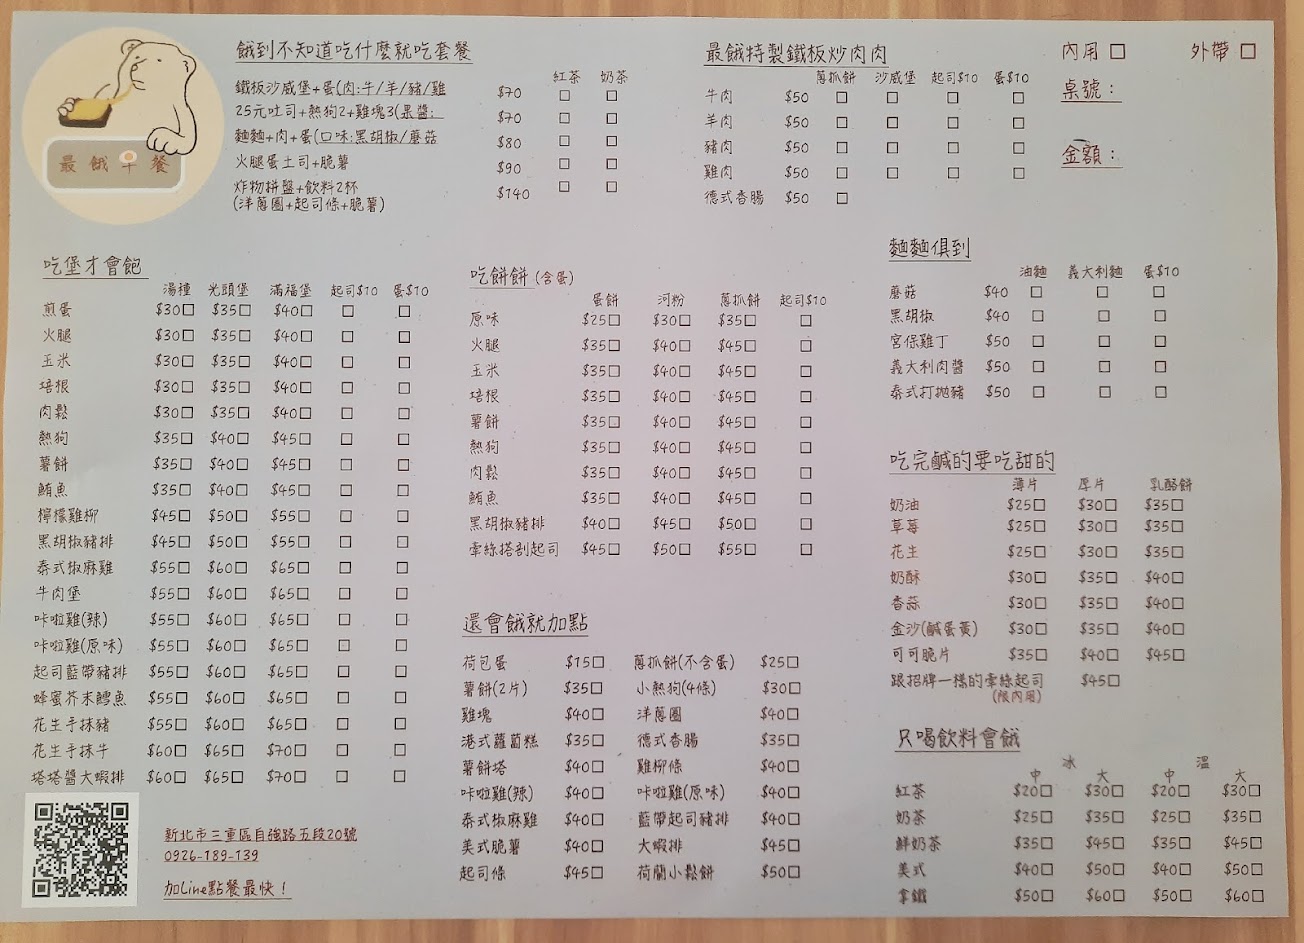 最餓早餐
餓到不知道吃什麼就吃套餐
紅茶 奶茶
鐵板沙威堡+蛋(肉:牛/羊/豬/雞 $70 □ □
25元吐司+熱狗2+雞塊3(果醬: $70 □ □
麵麵+肉+蛋(口味:黑胡椒/蘑菇 $80 □ □
火腿蛋土司+脆薯 $90 □ □
炸物拼盤+飲料2杯 $140 □ □
(洋蔥圈+起司條+脆薯)
最餓特製鐵板炒肉肉
蔥抓餅 沙威堡 起司$10 蛋$10
牛肉 $50 □ □ □ □
羊肉 $50 □ □ □ □
豬肉 $50 □ □ □ □
雞肉 $50 □ □ □ □
德式香腸 $50 □
內用 □ 外帶 □
桌號：
金額：
吃堡才會飽
湯種 光頭堡 滿福堡 起司$10 蛋$10
煎蛋 $30□ $35□ $40□ □ □
火腿 $30□ $35□ $40□ □ □
玉米 $30□ $35□ $40□ □ □
培根 $30□ $35□ $40□ □ □
肉鬆 $30□ $35□ $40□ □ □
熱狗 $35□ $40□ $45□ □ □
薯餅 $35□ $40□ $45□ □ □
鮪魚 $35□ $40□ $45□ □ □
檸檬雞柳 $45□ $50□ $55□ □ □
黑胡椒豬排 $45□ $50□ $55□ □ □
泰式椒麻雞 $55□ $60□ $65□ □ □
牛肉堡 $55□ $60□ $65□ □ □
咔啦雞(辣) $55□ $60□ $65□ □ □
咔啦雞(原味) $55□ $60□ $65□ □ □
起司藍帶豬排 $55□ $60□ $65□ □ □
蜂蜜芥末鱈魚 $55□ $60□ $65□ □ □
花生手抹豬 $55□ $60□ $65□ □ □
花生手抹牛 $60□ $65□ $70□ □ □
塔塔醬大蝦排 $60□ $65□ $70□ □ □
新北市三重區自強路五段20號
0926-189-139
加Line點餐最快！
吃餅餅(含蛋)
蛋餅 河粉 蔥抓餅 起司$10
原味 $25□ $30□ $35□ □
火腿 $35□ $40□ $45□ □
玉米 $35□ $40□ $45□ □
培根 $35□ $40□ $45□ □
薯餅 $35□ $40□ $45□ □
熱狗 $35□ $40□ $45□ □
肉鬆 $35□ $40□ $45□ □
鮪魚 $35□ $40□ $45□ □
黑胡椒豬排 $40□ $45□ $50□ □
牽絲搭刮起司 $45□ $50□ $55□ □
還會餓就加點
荷包蛋 $15□ 蔥抓餅(不含蛋) $25□
薯餅(2片) $35□ 小熱狗(4條) $30□
雞塊 $40□ 洋蔥圈 $40□
港式蘿蔔糕 $35□ 德式香腸 $35□
薯餅塔 $40□ 雞柳條 $40□
咔啦雞(辣) $40□ 咔啦雞(原味) $40□
泰式椒麻雞 $40□ 藍帶起司豬排 $40□
美式脆薯 $40□ 大蝦排 $45□
起司條 $45□ 荷蘭小鬆餅 $50□
麵麵俱到
油麵 義大利麵 蛋$10
蘑菇 $40 □ □ □
黑胡椒 $40 □ □ □
宮保雞丁 $50 □ □ □
義大利肉醬 $50 □ □ □
泰式打拋豬 $50 □ □ □
吃完鹹的要吃甜的
薄片 厚片 乳酪餅
奶油 $25□ $30□ $35□
草莓 $25□ $30□ $35□
花生 $25□ $30□ $35□
奶酥 $30□ $35□ $40□
香蒜 $30□ $35□ $40□
金沙(鹹蛋黃) $30□ $35□ $40□
可可脆片 $35□ $40□ $45□
跟招牌一樣的牽絲起司 $45□
(限內用)
只喝飲料會餓
冰 溫
中 大 中 大
紅茶 $20□ $30□ $20□ $30□
奶茶 $25□ $35□ $25□ $35□
鮮奶茶 $35□ $45□ $35□ $45□
美式 $40□ $50□ $40□ $50□
拿鐵 $50□ $60□ $50□ $60□